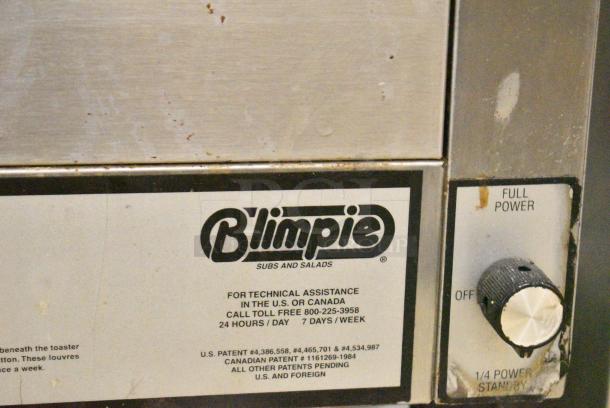 Blimpie
SUBS AND SALADS
®
FOR TECHNICAL ASSISTANCE
IN THE U.S. OR CANADA
CALL TOLL FREE 800-225-3958
24 HOURS / DAY 7 DAYS / WEEK
U.S. PATENT #4,386,558, #4,465,701 & #4,534,987
CANADIAN PATENT # 1161269-1984
ALL OTHER PATENTS PENDING
U.S. AND FOREIGN
beneath the toaster
tton. These louvres
nce a week.
FULL
POWER
OFF
1/4 POWER
STANDBY